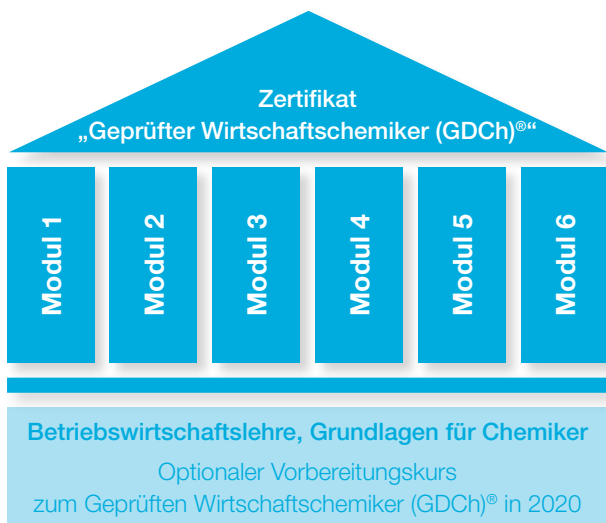 Zertifikat
„Geprüfter Wirtschaftschemiker (GDCh)®“
Modul 1
Modul 2
Modul 3
Modul 4
Modul 5
Modul 6
Betriebswirtschaftslehre, Grundlagen für Chemiker
Optionaler Vorbereitungskurs
zum Geprüften Wirtschaftschemiker (GDCh)® in 2020